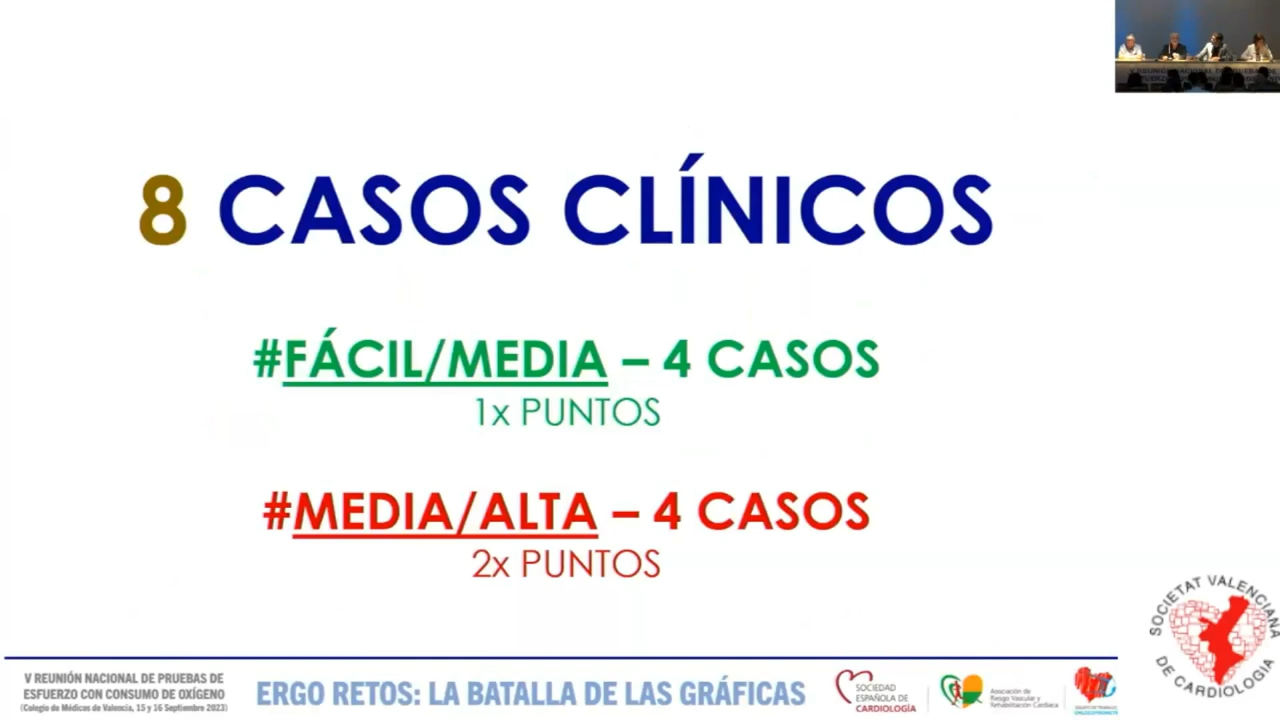 8 CASOS CLÍNICOS
#FÁCIL/MEDIA – 4 CASOS
1x PUNTOS
#MEDIA/ALTA – 4 CASOS
2x PUNTOS
SOCIETAT VALENCIANA
DE CARDIOLOGIA
V REUNIÓN NACIONAL DE PRUEBAS DE
ESFUERZO CON CONSUMO DE OXÍGENO
(Colegio de Médicos de Valencia, 15 y 16 Septiembre 2023)
ERGO RETOS: LA BATALLA DE LAS GRÁFICAS
SOCIEDAD
ESPAÑOLA DE
CARDIOLOGÍA
Asociación de
Riesgo Vascular y
Rehabilitación Cardiaca